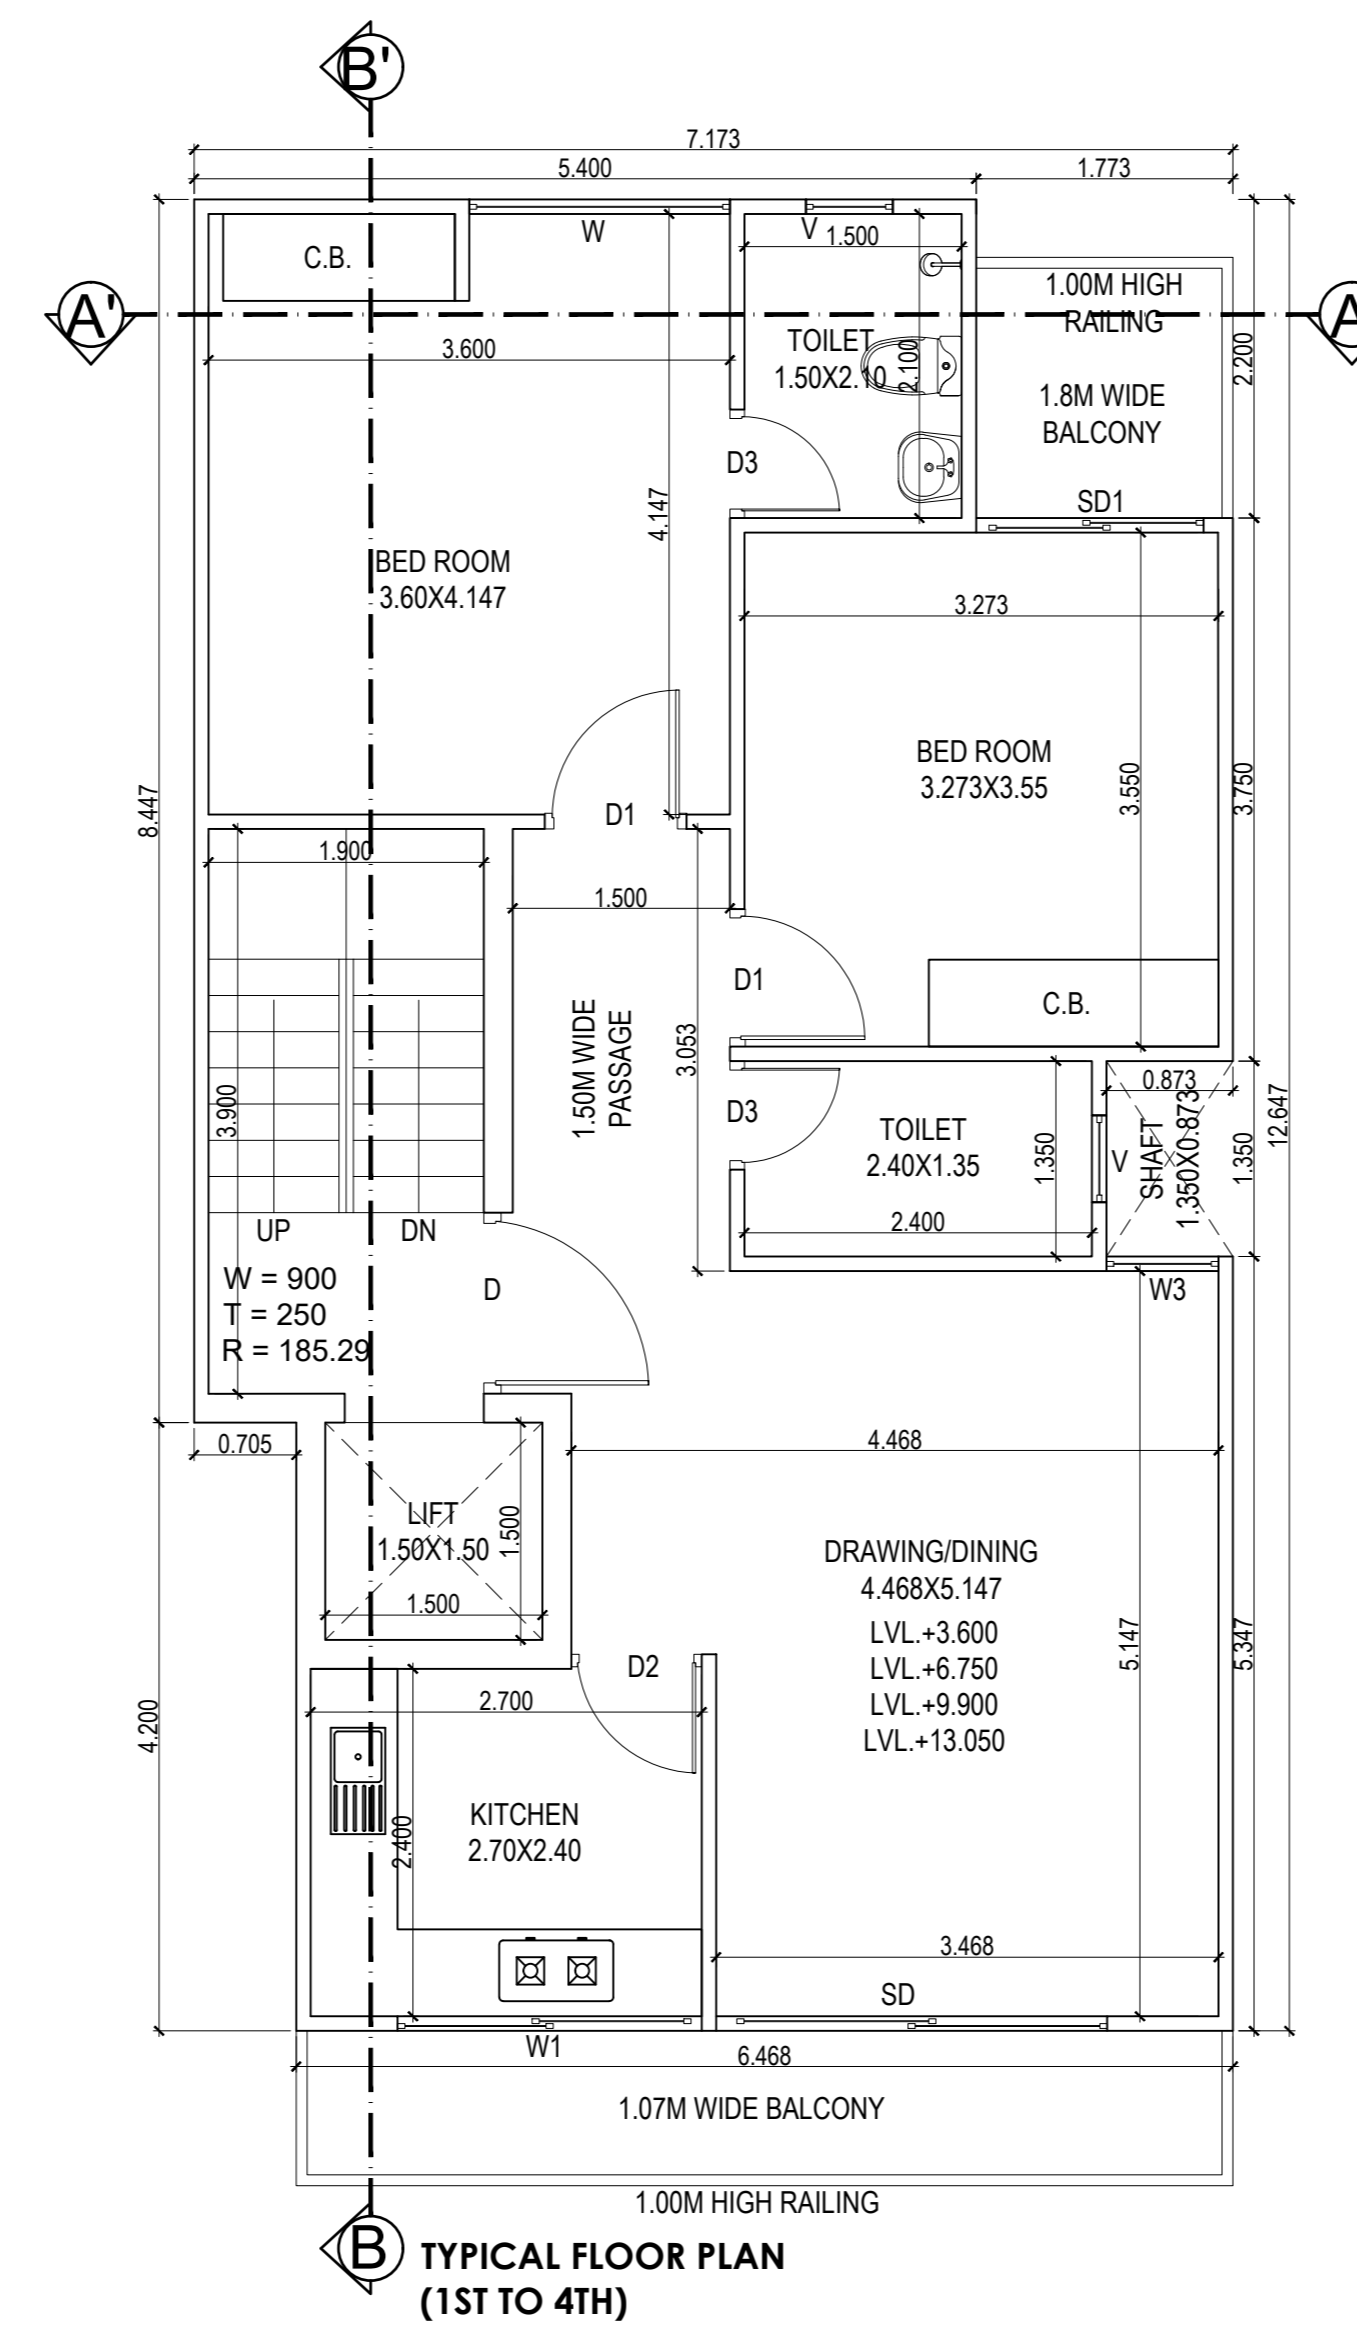 B'
7.173
5.400
1.773
W
V
1.500
C.B.
1.00M HIGH
RAILING
A'
A
3.600
TOILET
1.50X2.10
2.100
2.200
1.8M WIDE
BALCONY
D3
4.147
SD1
BED ROOM
3.60X4.147
3.273
BED ROOM
3.273X3.55
3.550
3.750
8.447
D1
1.900
1.500
D1
C.B.
1.50M WIDE
PASSAGE
3.053
3.900
0.873
D3
TOILET
2.40X1.35
1.350
V
SHAFT
1.350X0.873
1.350
12.647
2.400
UP
DN
W = 900
T = 250
R = 185.29
D
W3
0.705
4.468
LIFT
1.50X1.50
1.500
1.500
DRAWING/DINING
4.468X5.147
LVL.+3.600
LVL.+6.750
LVL.+9.900
LVL.+13.050
5.147
5.347
D2
2.700
4.200
KITCHEN
2.70X2.40
2.400
3.468
SD
W1
6.468
1.07M WIDE BALCONY
1.00M HIGH RAILING
B
TYPICAL FLOOR PLAN
(1ST TO 4TH)